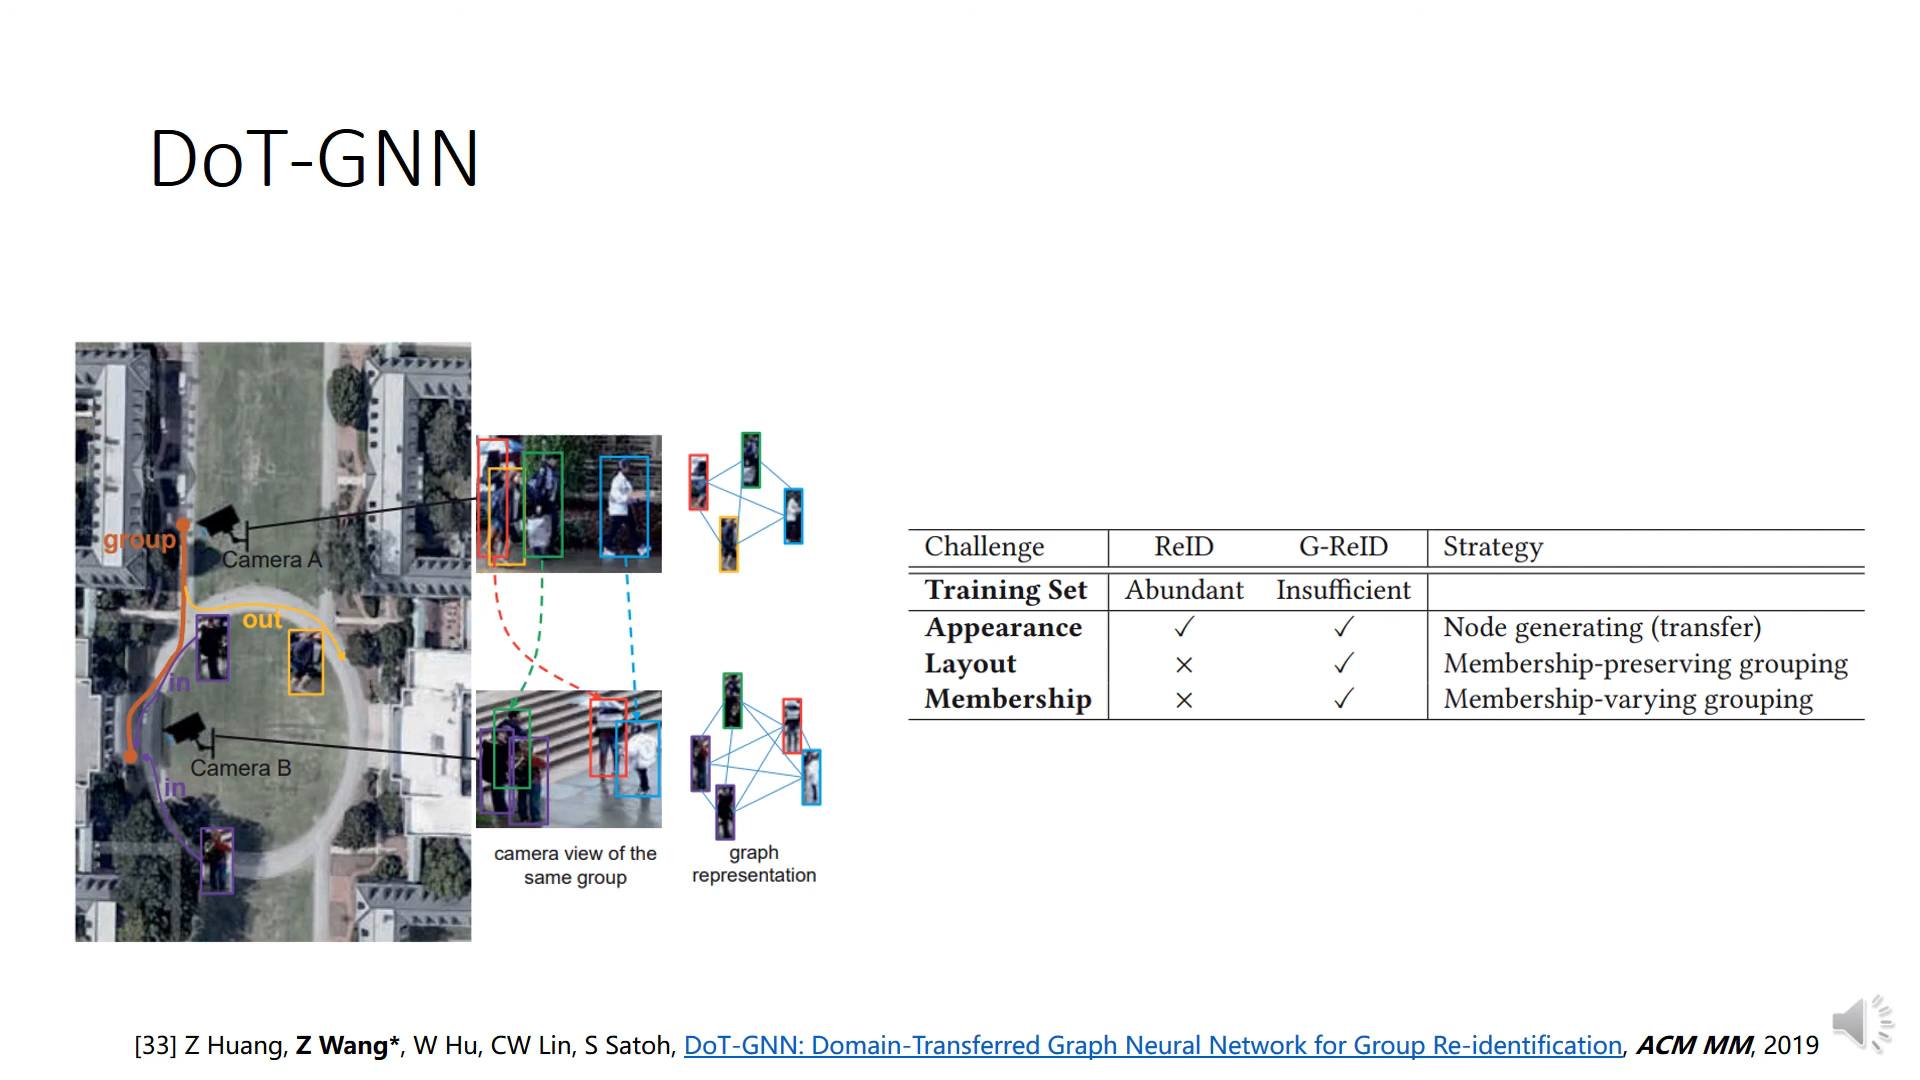 DoT-GNN
group
Camera A
out
in
Camera B
in
camera view of the
same group
graph
representation
Challenge ReID G-ReID Strategy
Training Set Abundant Insufficient
Appearance ✓ ✓ Node generating (transfer)
Layout × ✓ Membership-preserving grouping
Membership × ✓ Membership-varying grouping
[33] Z Huang, Z Wang*, W Hu, CW Lin, S Satoh, DoT-GNN: Domain-Transferred Graph Neural Network for Group Re-identification, ACM MM, 2019